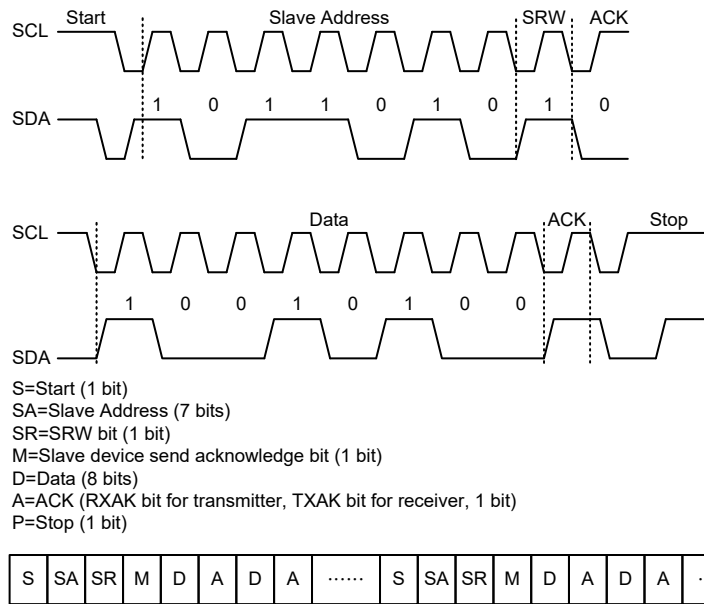 Start Slave Address SRW ACK
SCL
1 0 1 1 0 1 0 1 0
SDA
Data ACK Stop
SCL
1 0 0 1 0 1 0 0
SDA
S=Start (1 bit)
SA=Slave Address (7 bits)
SR=SRW bit (1 bit)
M=Slave device send acknowledge bit (1 bit)
D=Data (8 bits)
A=ACK (RXAK bit for transmitter, TXAK bit for receiver, 1 bit)
P=Stop (1 bit)
S SA SR M D A D A ······ S SA SR M D A D A ··